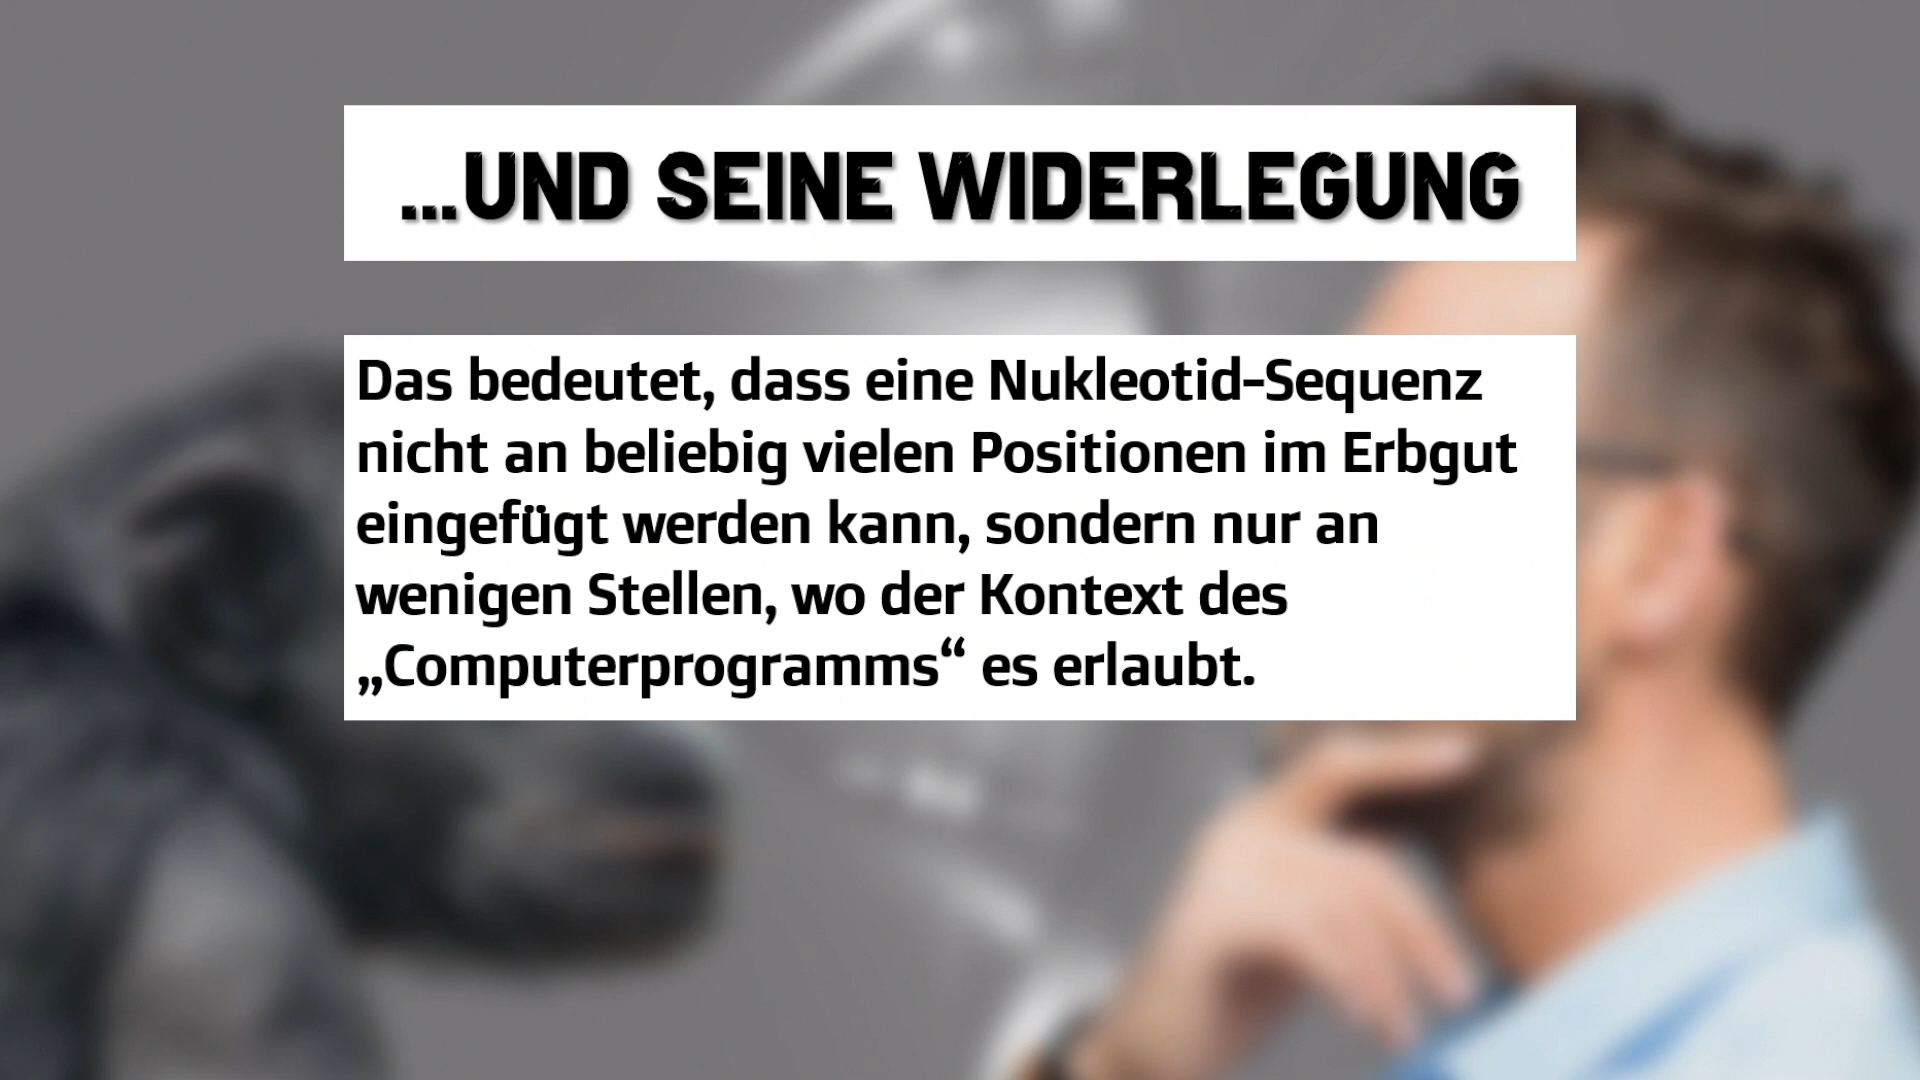 ...UND SEINE WIDERLEGUNG
Das bedeutet, dass eine Nukleotid-Sequenz
nicht an beliebig vielen Positionen im Erbgut
eingefügt werden kann, sondern nur an
wenigen Stellen, wo der Kontext des
„Computerprogramms“ es erlaubt.